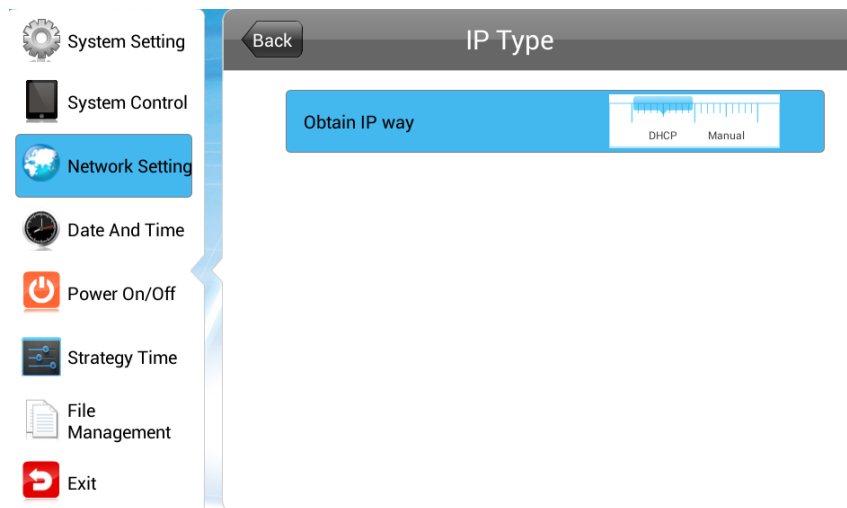 System Setting
System Control
Network Setting
Date And Time
Power On/Off
Strategy Time
File
Management
Exit
Back
IP Type
Obtain IP way
DHCP Manual